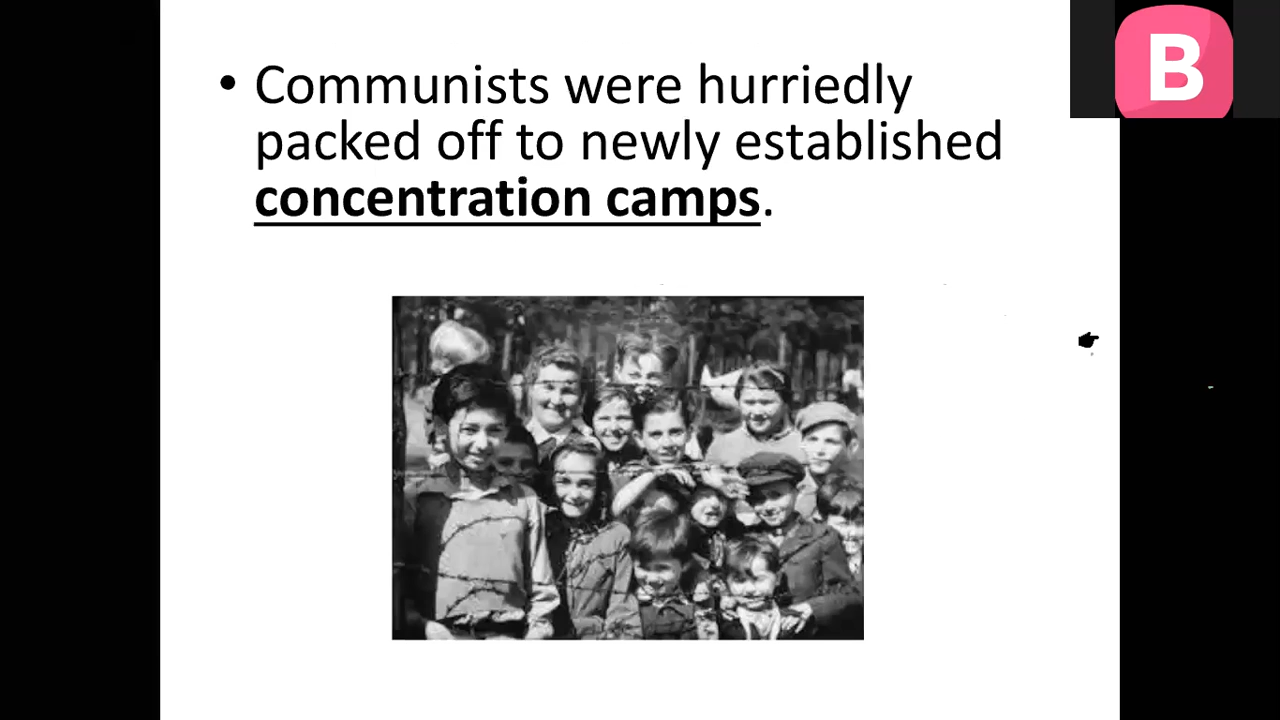 • Communists were hurriedly
packed off to newly established
concentration camps.
B